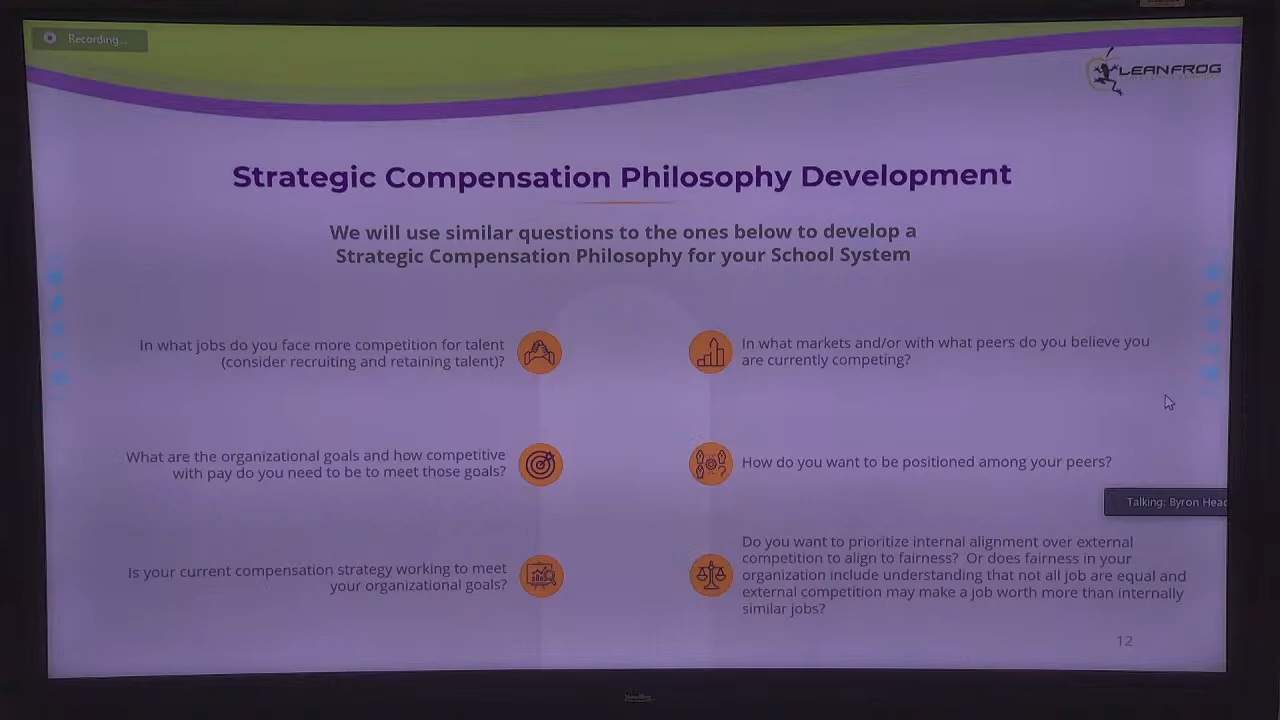 Recording...
LEANFROG
Strategic Compensation Philosophy Development
We will use similar questions to the ones below to develop a
Strategic Compensation Philosophy for your School System
In what jobs do you face more competition for talent
(consider recruiting and retaining talent)?
In what markets and/or with what peers do you believe you
are currently competing?
What are the organizational goals and how competitive
with pay do you need to be to meet those goals?
How do you want to be positioned among your peers?
Talking: Byron Head
Is your current compensation strategy working to meet
your organizational goals?
Do you want to prioritize internal alignment over external
competition to align to fairness? Or does fairness in your
organization include understanding that not all job are equal and
external competition may make a job worth more than internally
similar jobs?
12